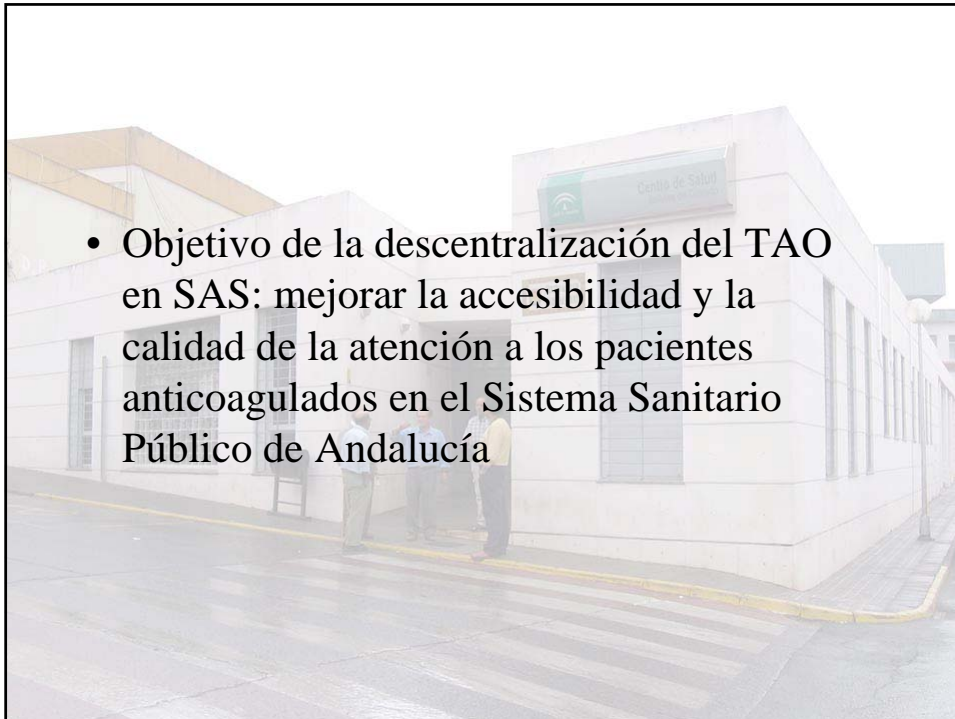 Centro de Salud
• Objetivo de la descentralización del TAO
en SAS: mejorar la accesibilidad y la
calidad de la atención a los pacientes
anticoagulados en el Sistema Sanitario
Público de Andalucía